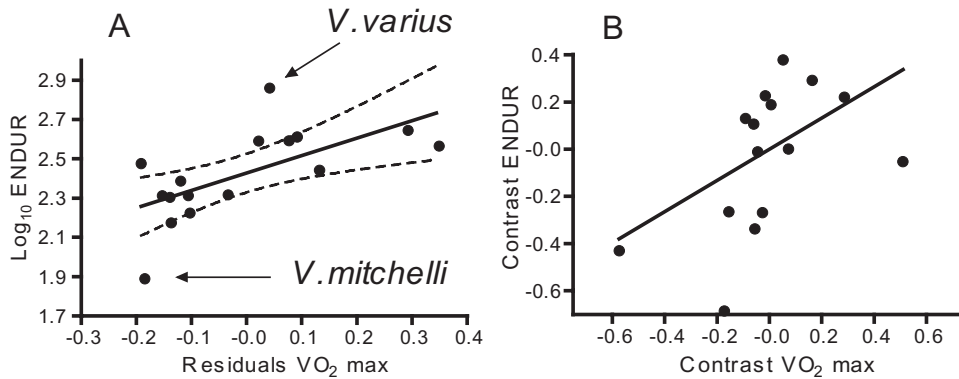 A
V.varius
Log₁₀ ENDUR
2.9
2.7
2.5
2.3
2.1
1.9
1.7
V.mitchelli
-0.3 -0.2 -0.1 -0.0 0.1 0.2 0.3 0.4
Residuals VO₂ max
B
Contrast ENDUR
0.4
0.2
-0.0
-0.2
-0.4
-0.6
-0.6 -0.4 -0.2 -0.0 0.2 0.4 0.6
Contrast VO₂ max